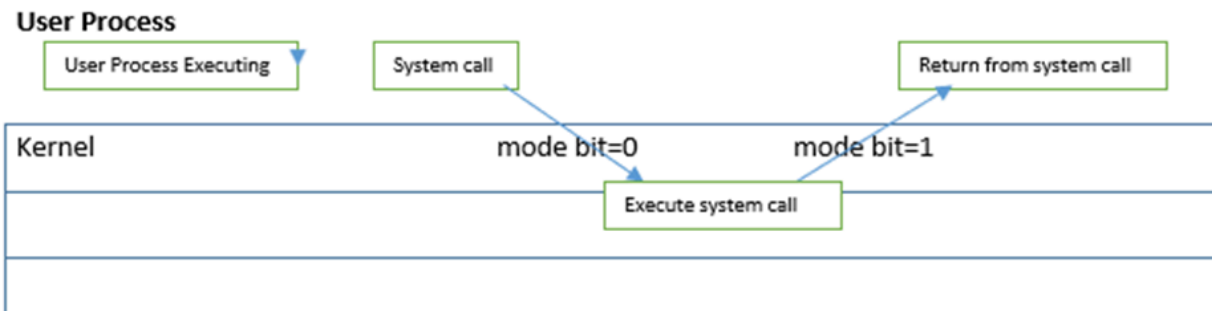 User Process
User Process Executing
System call
Return from system call
Kernel
mode bit=0
mode bit=1
Execute system call